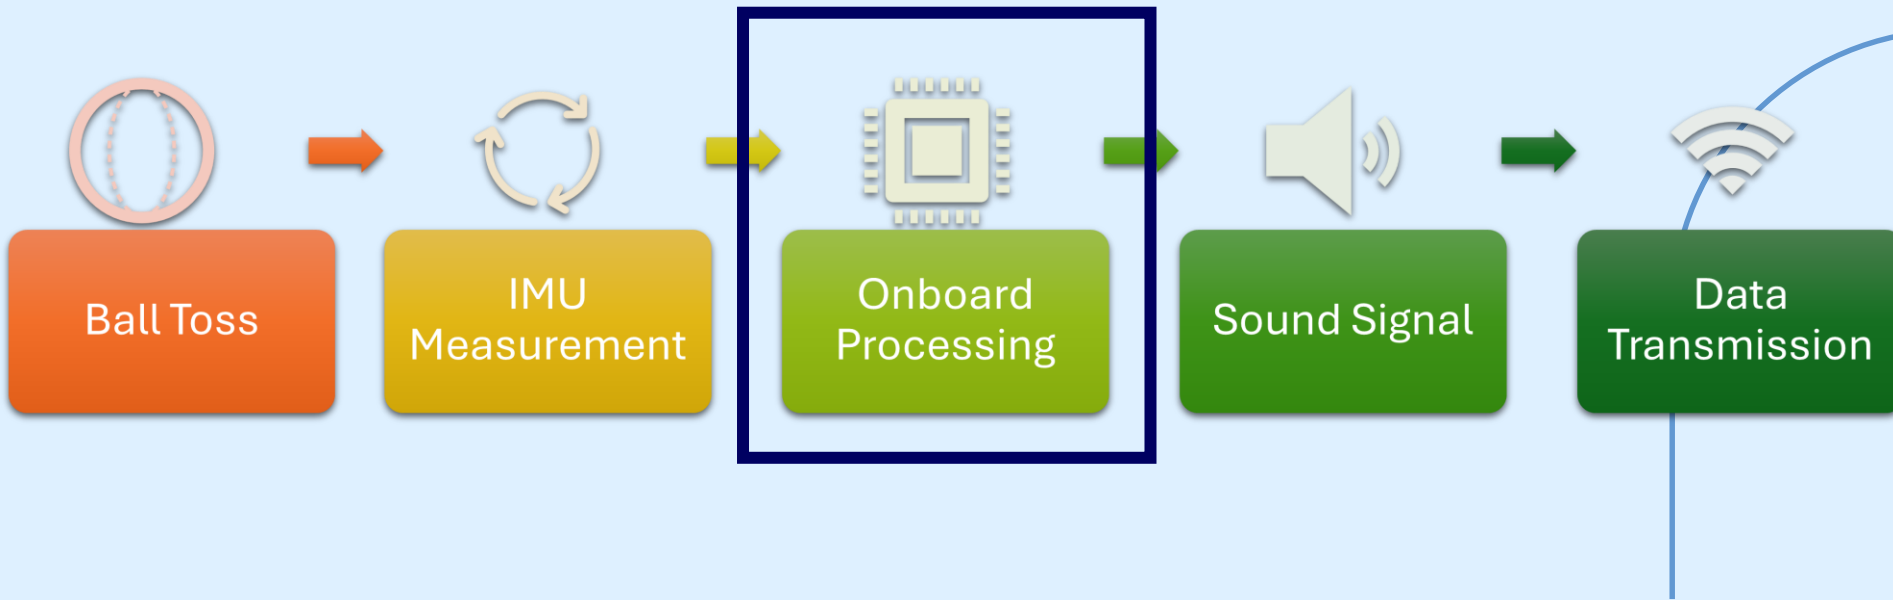 Ball Toss
IMU
Measurement
Onboard
Processing
Sound Signal
Data
Transmission